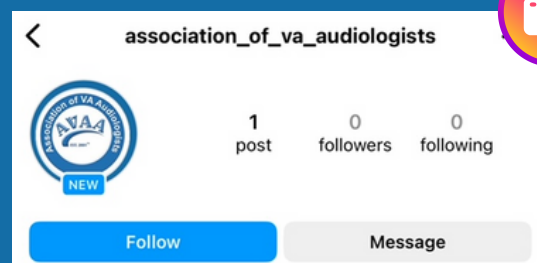 association_of_va_audiologists
Association of VA Audiologists
AVAA
NEW
1
0
0
post
followers
following
Follow
Message